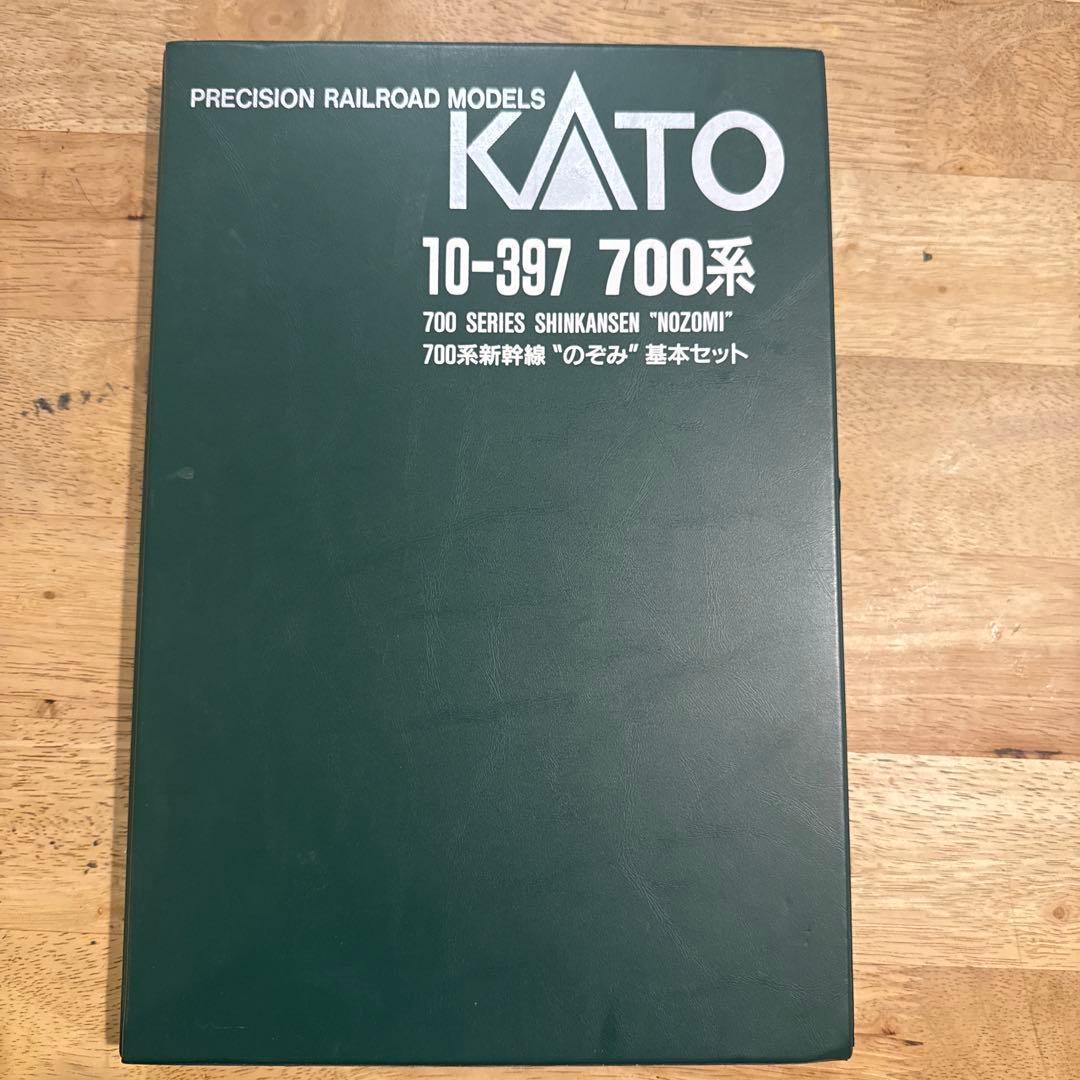 PRECISION RAILROAD MODELS
KATO
10-397 700系
700 SERIES SHINKANSEN "NOZOMI"
700系新幹線〝のぞみ〟基本セット